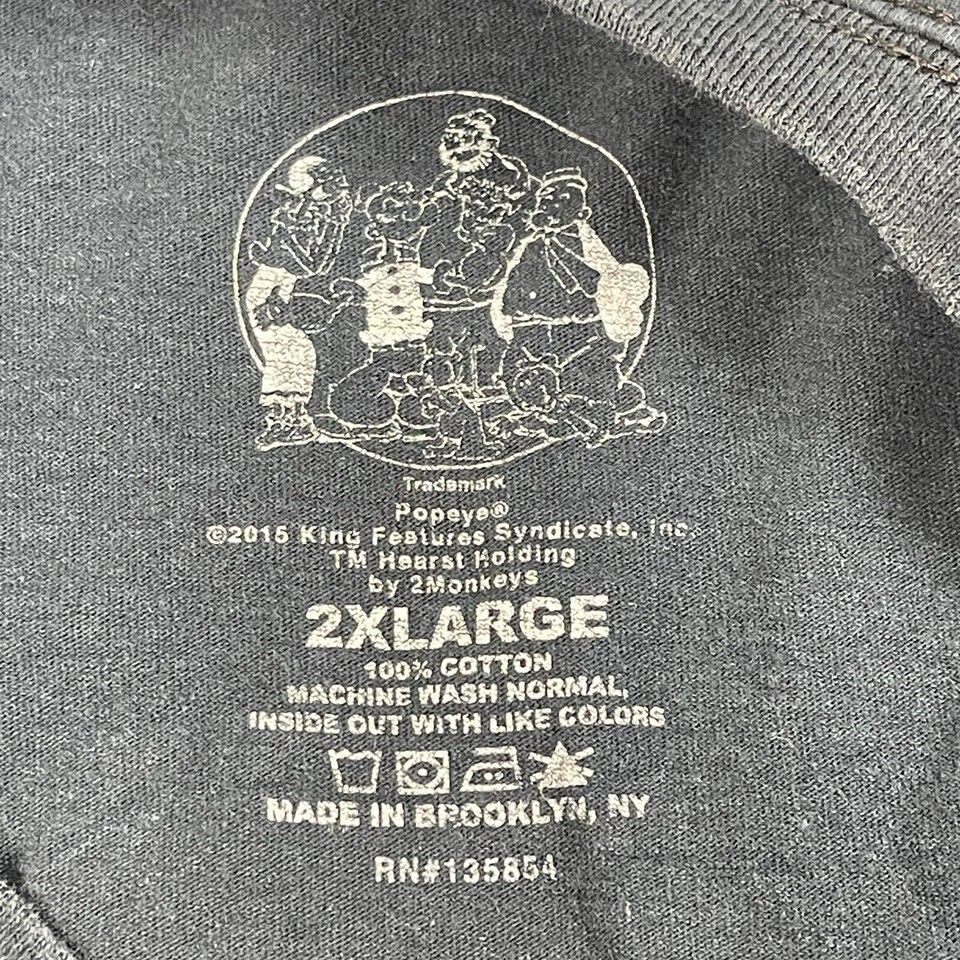 Trademark
Popeye®
©2015 King Features Syndicate, Inc.
TM Hearst Holding
by 2Monkeys
2XLARGE
100% COTTON
MACHINE WASH NORMAL,
INSIDE OUT WITH LIKE COLORS
MADE IN BROOKLYN, NY
RN#135854